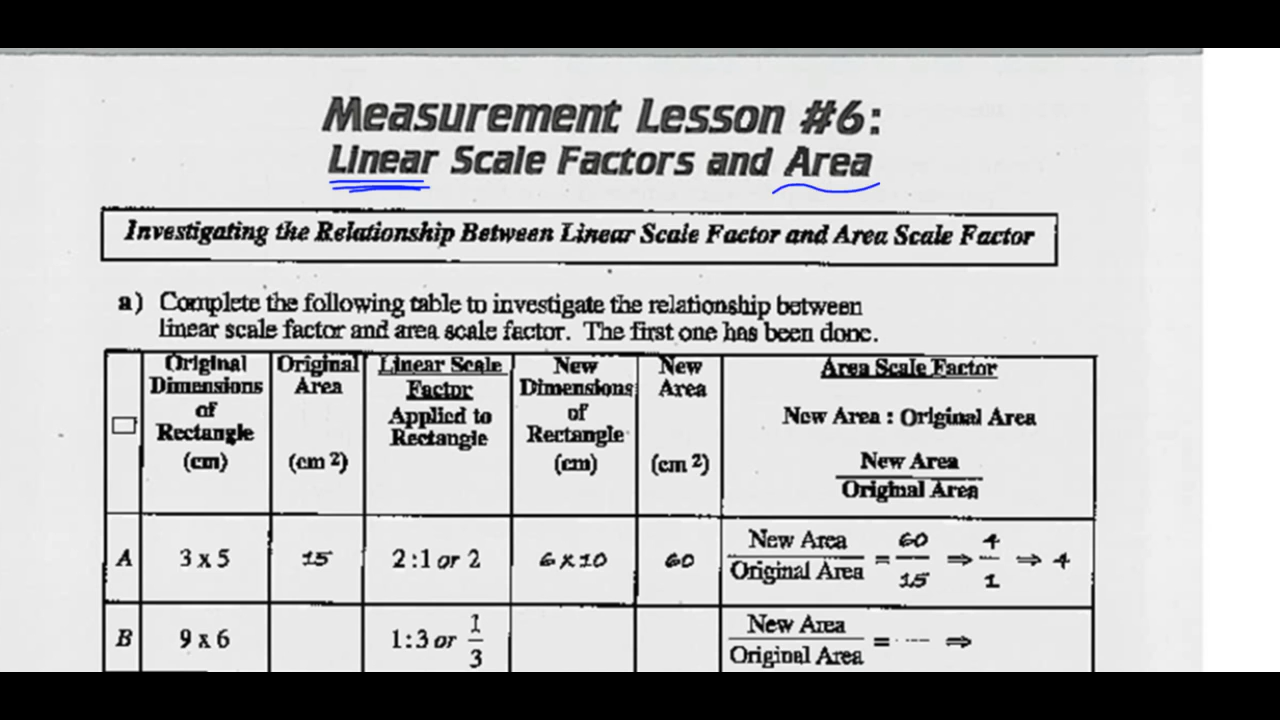 Measurement Lesson #6:
Linear Scale Factors and Area
Investigating the Relationship Between Linear Scale Factor and Area Scale Factor
a) Complete the following table to investigate the relationship between
linear scale factor and area scale factor. The first one has been done.
Original Dimensions of Rectangle (cm)
Original Area (cm 2)
Linear Scale Factor Applied to Rectangle
New Dimensions of Rectangle (cm)
New Area (cm 2)
Area Scale Factor
New Area : Original Area
New Area
Original Area
A 3 x 5 15 2:1 or 2 6 x 10 60 New Area / Original Area = 60/15 ⇒ 4/1 ⇒ 4
B 9 x 6 1:3 or 1/3 New Area / Original Area = ---- ⇒